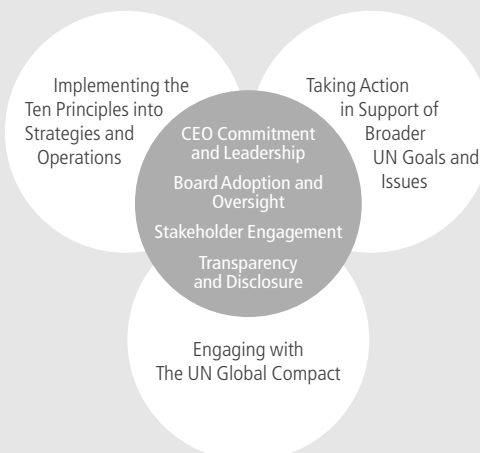 Implementing the
Ten Principles into
Strategies and
Operations
Taking Action
in Support of
Broader
UN Goals and
Issues
CEO Commitment
and Leadership
Board Adoption and
Oversight
Stakeholder Engagement
Transparency
and Disclosure
Engaging with
The UN Global Compact